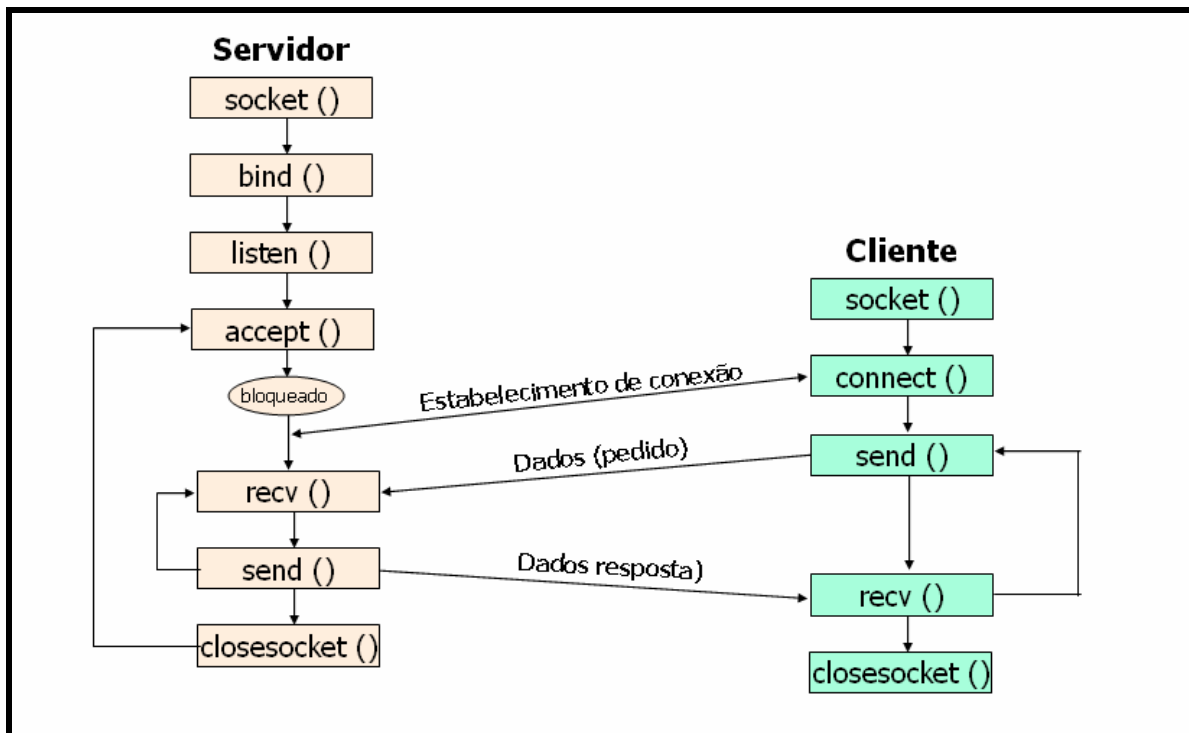 Servidor
socket ()
bind ()
listen ()
accept ()
bloqueado
recv ()
send ()
closesocket ()
Estabelecimento de conexão
Dados (pedido)
Dados resposta)
Cliente
socket ()
connect ()
send ()
recv ()
closesocket ()